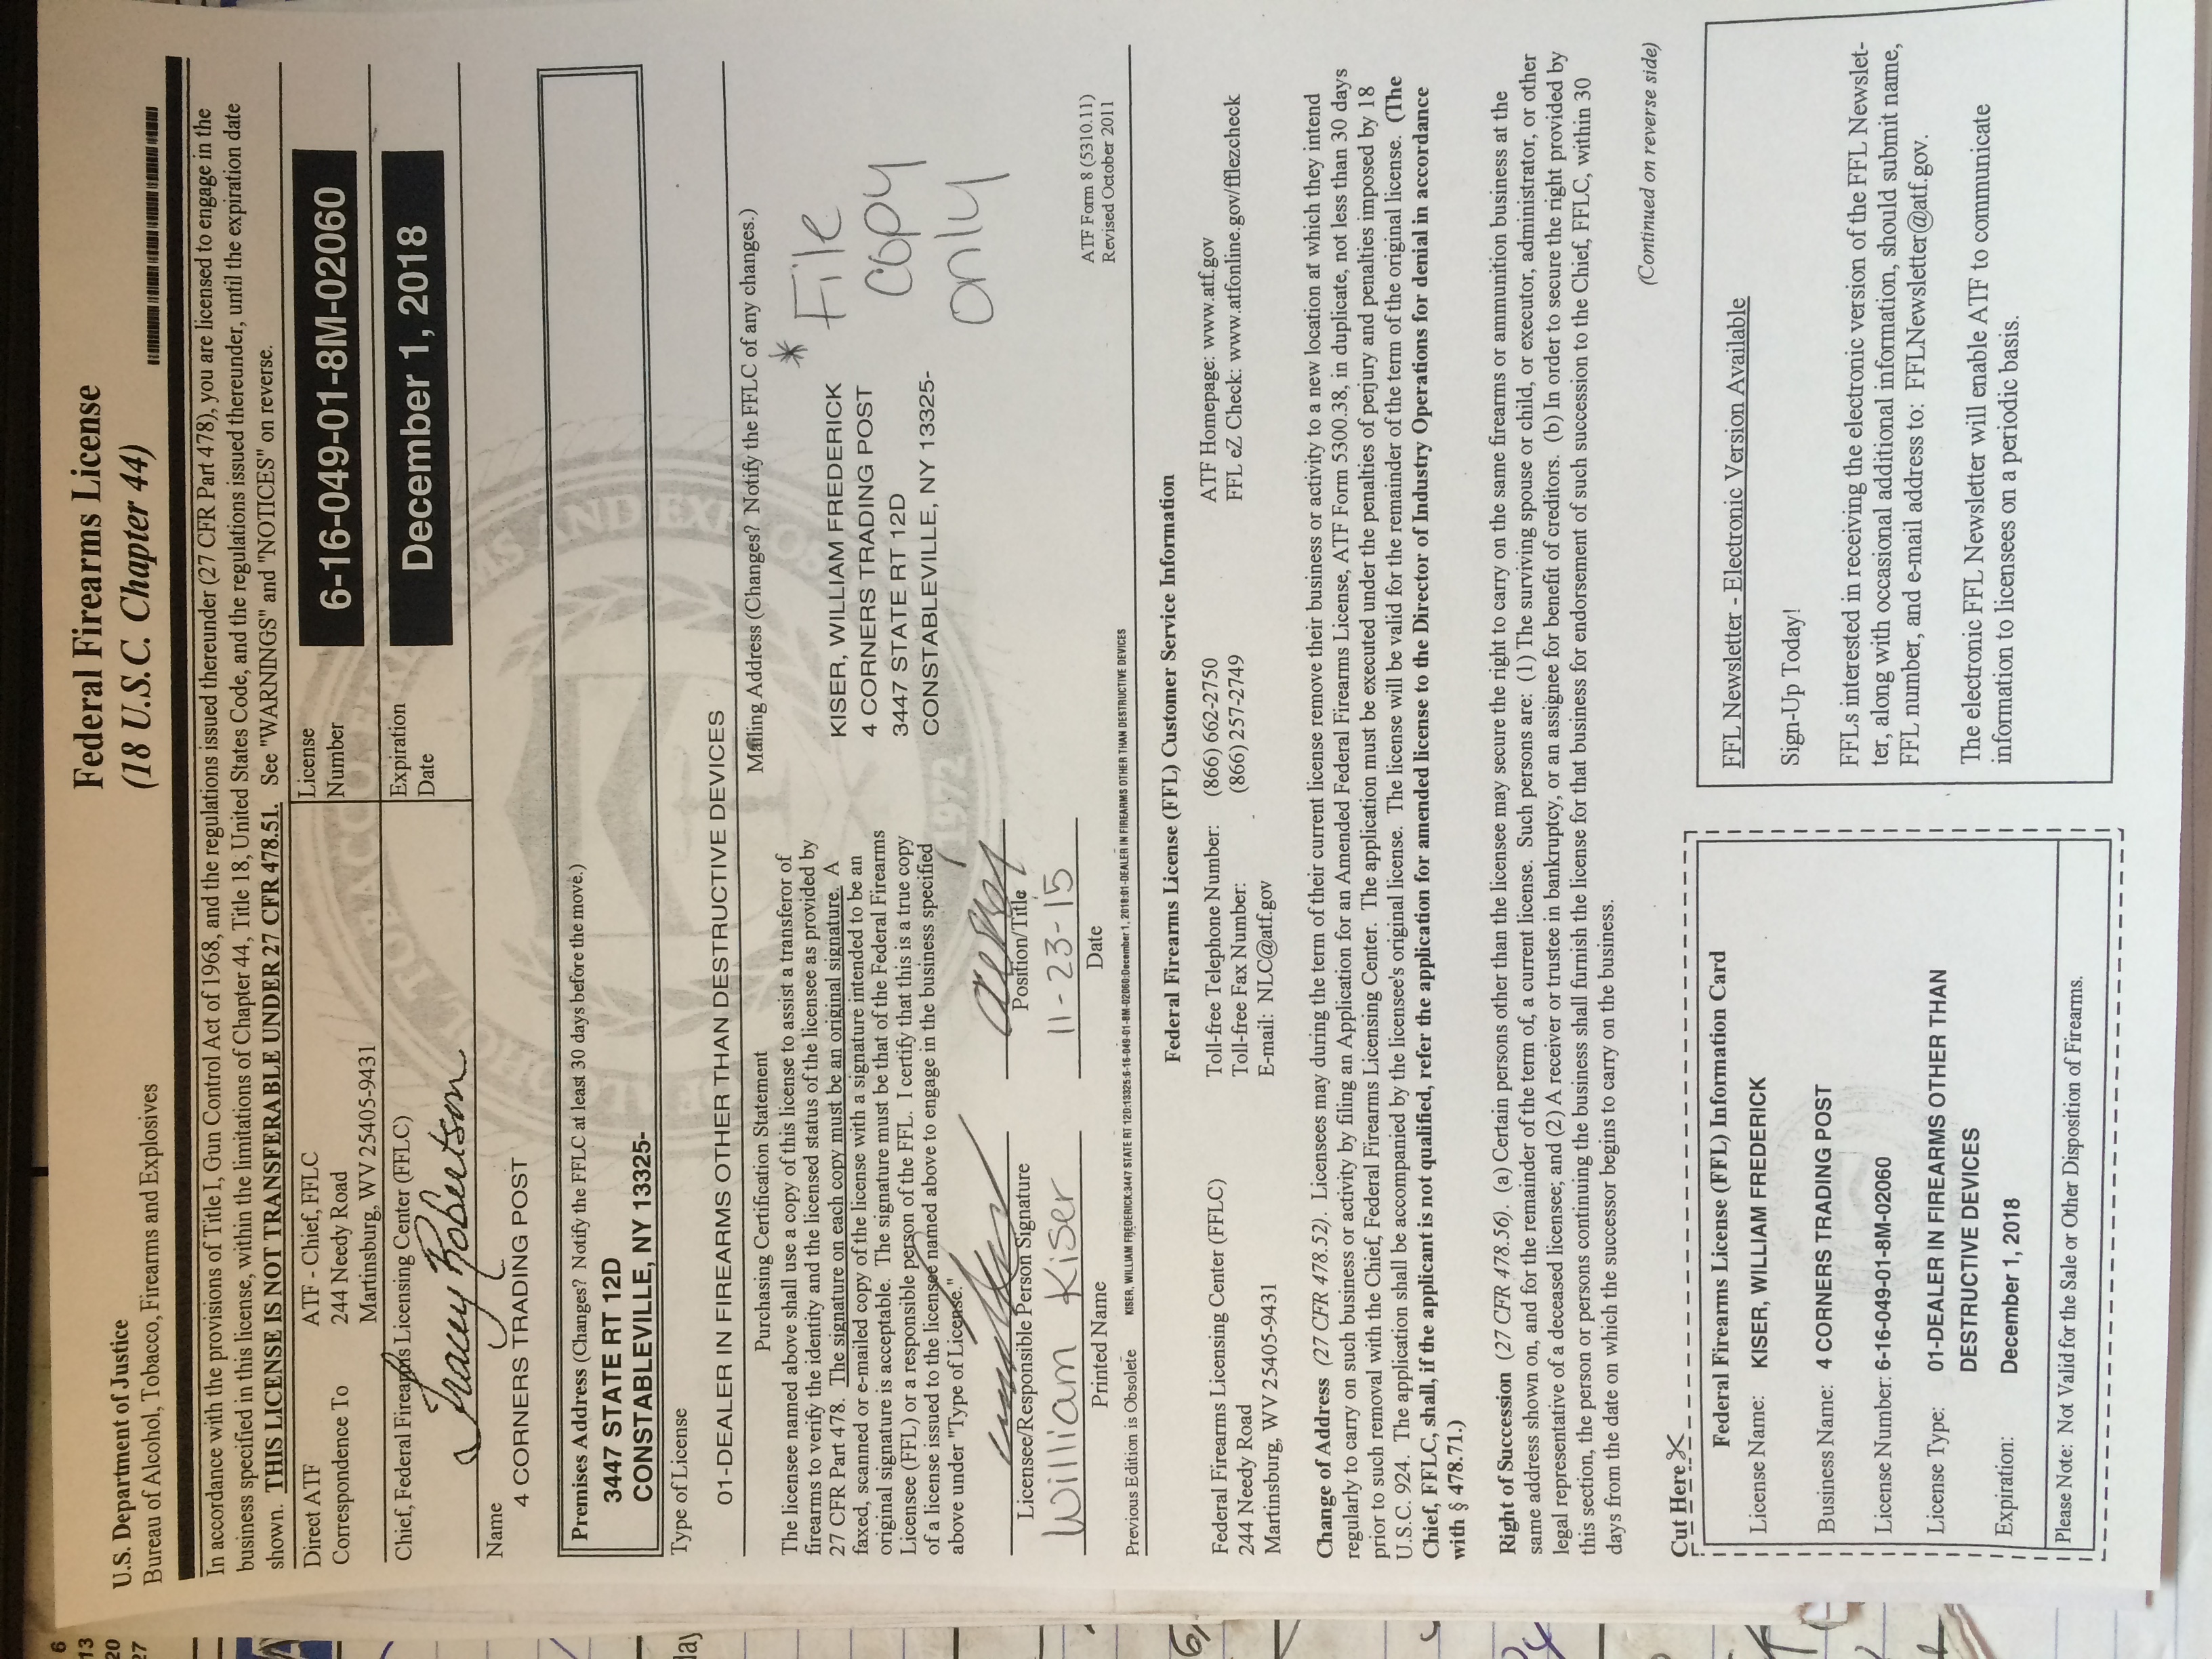 6
13
20
27
U.S. Department of Justice
Bureau of Alcohol, Tobacco, Firearms and Explosives
Federal Firearms License
(18 U.S.C. Chapter 44)
In accordance with the provisions of Title I, Gun Control Act of 1968, and the regulations issued thereunder (27 CFR Part 478), you are licensed to engage in the
business specified in this license, within the limitations of Chapter 44, Title 18, United States Code, and the regulations issued thereunder, until the expiration date
shown. THIS LICENSE IS NOT TRANSFERABLE UNDER 27 CFR 478.51. See "WARNINGS" and "NOTICES" on reverse.
Direct ATF
Correspondence To
ATF - Chief, FFLC
244 Needy Road
Martinsburg, WV 25405-9431
License
Number
6-16-049-01-8M-02060
Chief, Federal Firearms Licensing Center (FFLC)
Tracey Robertson
Expiration
Date
December 1, 2018
Name
4 CORNERS TRADING POST
Premises Address (Changes? Notify the FFLC at least 30 days before the move.)
3447 STATE RT 12D
CONSTABLEVILLE, NY 13325-
Type of License
01-DEALER IN FIREARMS OTHER THAN DESTRUCTIVE DEVICES
Purchasing Certification Statement
The licensee named above shall use a copy of this license to assist a transferor of
firearms to verify the identity and the licensed status of the licensee as provided by
27 CFR Part 478. The signature on each copy must be an original signature. A
faxed, scanned or e-mailed copy of the license with a signature intended to be an
original signature is acceptable. The signature must be that of the Federal Firearms
Licensee (FFL) or a responsible person of the FFL. I certify that this is a true copy
of a license issued to the licensee named above to engage in the business specified
above under "Type of License."
Licensee/Responsible Person Signature
Position/Title
William Kiser
11-23-15
Printed Name
Date
Mailing Address (Changes? Notify the FFLC of any changes.)
KISER, WILLIAM FREDERICK
4 CORNERS TRADING POST
3447 STATE RT 12D
CONSTABLEVILLE, NY 13325-
* File
copy
only
1972
ATF Form 8 (5310.11)
Revised October 2011
Previous Edition is Obsolete
KISER, WILLIAM FREDERICK:3447 STATE RT 12D:13325:6-16-049-01-8M-02060:December 1, 2018:01-DEALER IN FIREARMS OTHER THAN DESTRUCTIVE DEVICES
Federal Firearms License (FFL) Customer Service Information
Federal Firearms Licensing Center (FFLC)
244 Needy Road
Martinsburg, WV 25405-9431
Toll-free Telephone Number: (866) 662-2750
Toll-free Fax Number: (866) 257-2749
E-mail: NLC@atf.gov
ATF Homepage: www.atf.gov
FFL eZ Check: www.atfonline.gov/fflezcheck
Change of Address (27 CFR 478.52). Licensees may during the term of their current license remove their business or activity to a new location at which they intend
regularly to carry on such business or activity by filing an Application for an Amended Federal Firearms License, ATF Form 5300.38, in duplicate, not less than 30 days
prior to such removal with the Chief, Federal Firearms Licensing Center. The application must be executed under the penalties of perjury and penalties imposed by 18
U.S.C. 924. The application shall be accompanied by the licensee's original license. The license will be valid for the remainder of the term of the original license. (The
Chief, FFLC, shall, if the applicant is not qualified, refer the application for amended license to the Director of Industry Operations for denial in accordance
with § 478.71.)
Right of Succession (27 CFR 478.56). (a) Certain persons other than the licensee may secure the right to carry on the same firearms or ammunition business at the
same address shown on, and for the remainder of the term of, a current license. Such persons are: (1) The surviving spouse or child, or executor, administrator, or other
legal representative of a deceased licensee; and (2) A receiver or trustee in bankruptcy, or an assignee for benefit of creditors. (b) In order to secure the right provided by
this section, the person or persons continuing the business shall furnish the license for that business for endorsement of such succession to the Chief, FFLC, within 30
days from the date on which the successor begins to carry on the business.
(Continued on reverse side)
Cut Here
Federal Firearms License (FFL) Information Card
License Name: KISER, WILLIAM FREDERICK
Business Name: 4 CORNERS TRADING POST
License Number: 6-16-049-01-8M-02060
License Type: 01-DEALER IN FIREARMS OTHER THAN
DESTRUCTIVE DEVICES
Expiration: December 1, 2018
Please Note: Not Valid for the Sale or Other Disposition of Firearms.
FFL Newsletter - Electronic Version Available
Sign-Up Today!
FFLs interested in receiving the electronic version of the FFL Newslet-
ter, along with occasional additional information, should submit name,
FFL number, and e-mail address to: FFLNewsletter@atf.gov.
The electronic FFL Newsletter will enable ATF to communicate
information to licensees on a periodic basis.